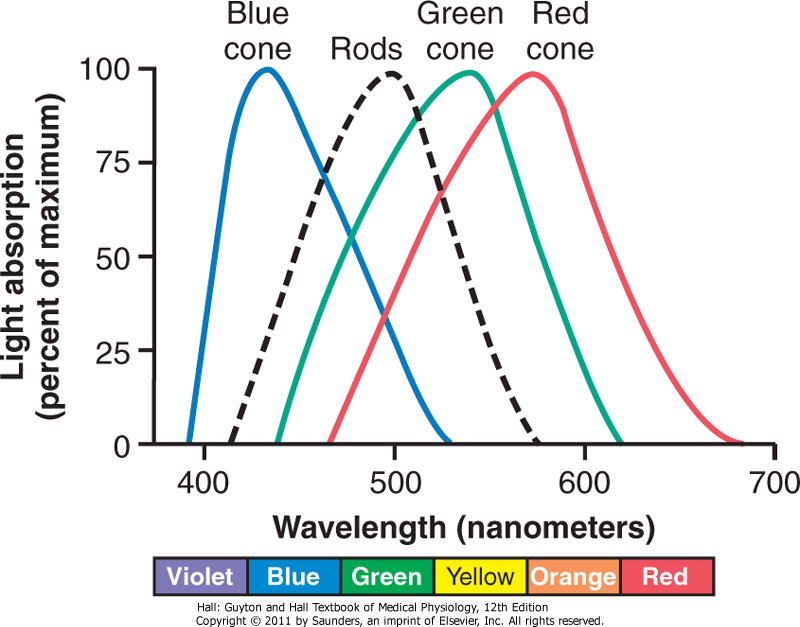 Blue
cone
Rods
Green
cone
Red
cone
Light absorption
(percent of maximum)
100
75
50
25
0
400
500
600
700
Wavelength (nanometers)
Violet
Blue
Green
Yellow
Orange
Red
Hall: Guyton and Hall Textbook of Medical Physiology, 12th Edition
Copyright © 2011 by Saunders, an imprint of Elsevier, Inc. All rights reserved.